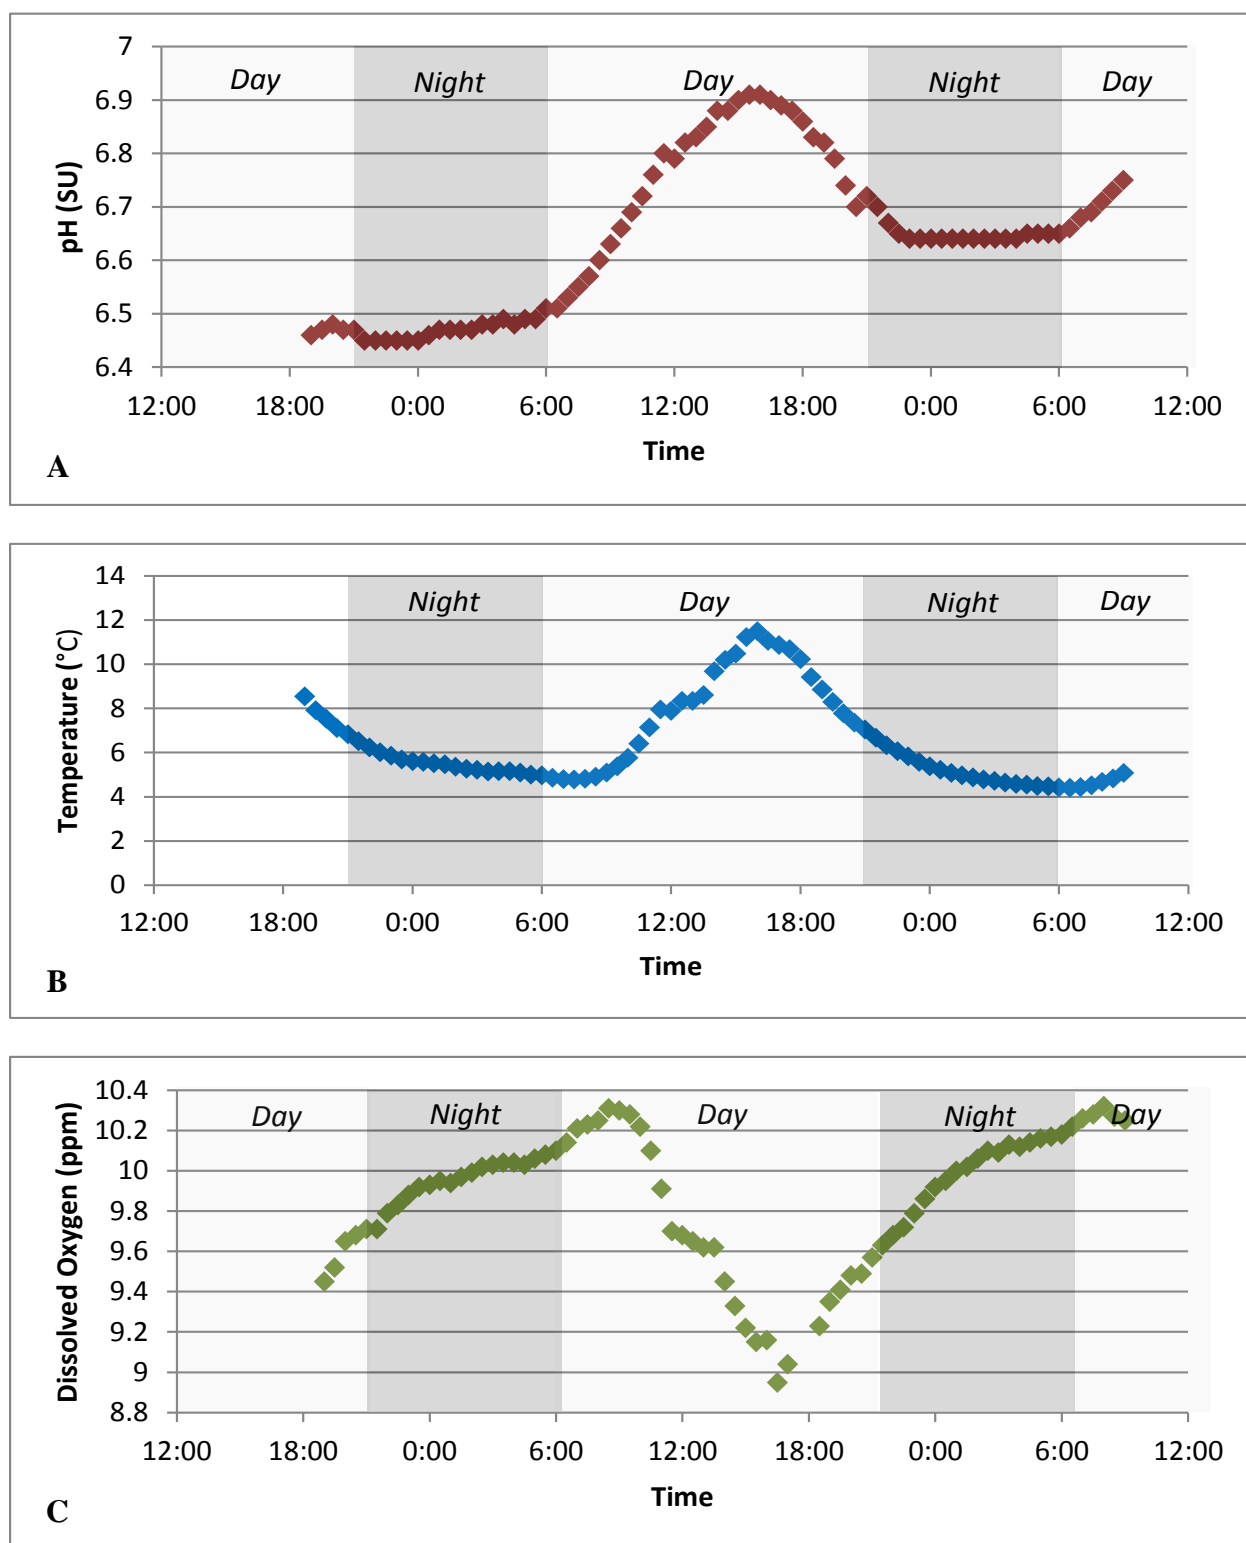 7
6.9
6.8
6.7
6.6
6.5
6.4
pH (SU)
Day Night Day Night Day
12:00 18:00 0:00 6:00 12:00 18:00 0:00 6:00 12:00
Time
A
14
12
10
8
6
4
2
0
Temperature (°C)
Night Day Night Day
12:00 18:00 0:00 6:00 12:00 18:00 0:00 6:00 12:00
Time
B
10.4
10.2
10
9.8
9.6
9.4
9.2
9
8.8
Dissolved Oxygen (ppm)
Day Night Day Night Day
12:00 18:00 0:00 6:00 12:00 18:00 0:00 6:00 12:00
Time
C